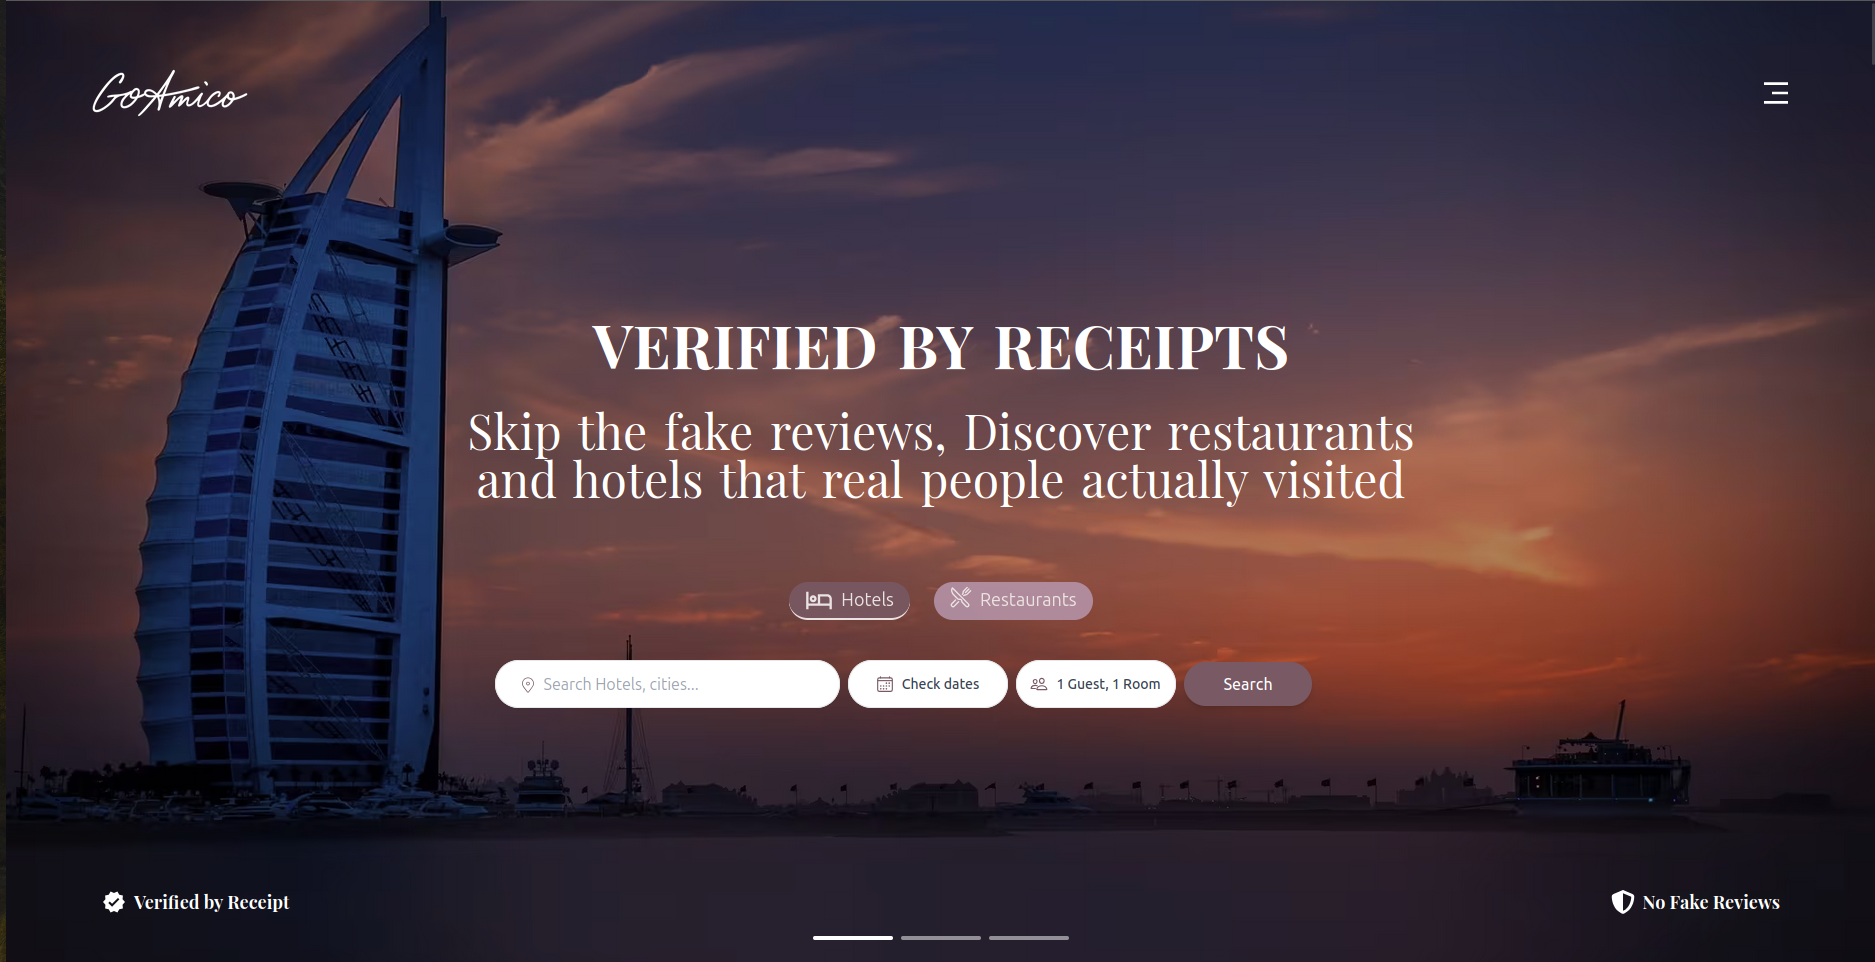 GoAmico
VERIFIED BY RECEIPTS
Skip the fake reviews, Discover restaurants
and hotels that real people actually visited
Hotels
Restaurants
Search Hotels, cities...
Check dates
1 Guest, 1 Room
Search
Verified by Receipt
No Fake Reviews